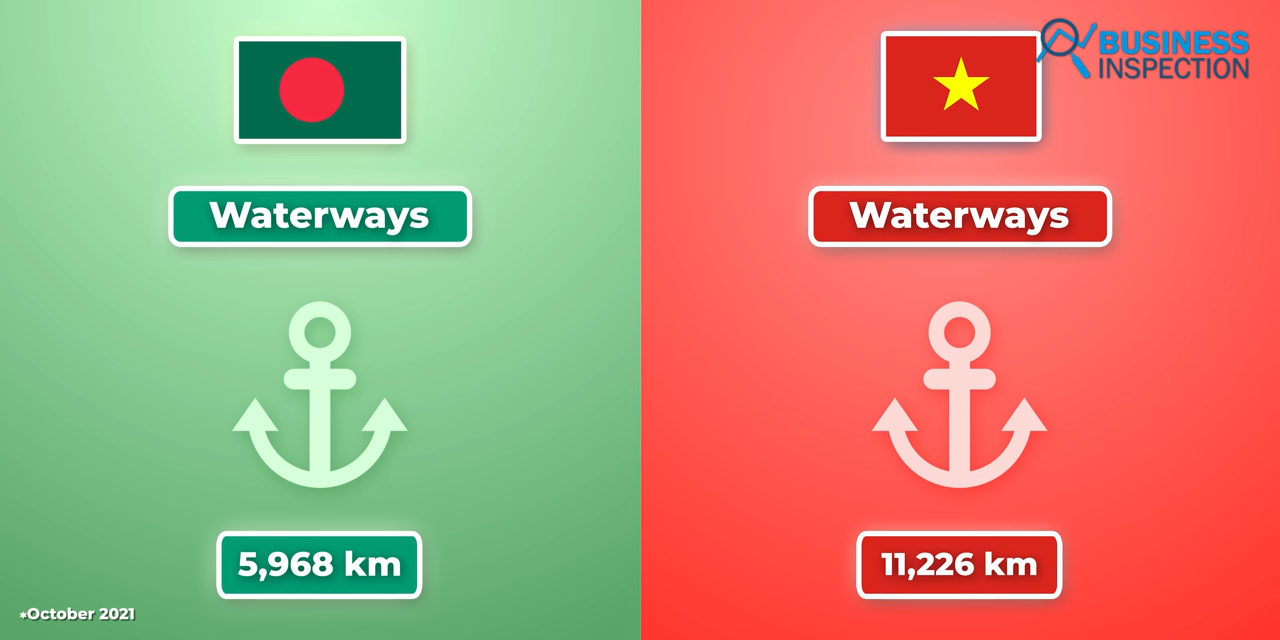 Waterways
5,968 km
*October 2021
BUSINESS
INSPECTION
Waterways
11,226 km